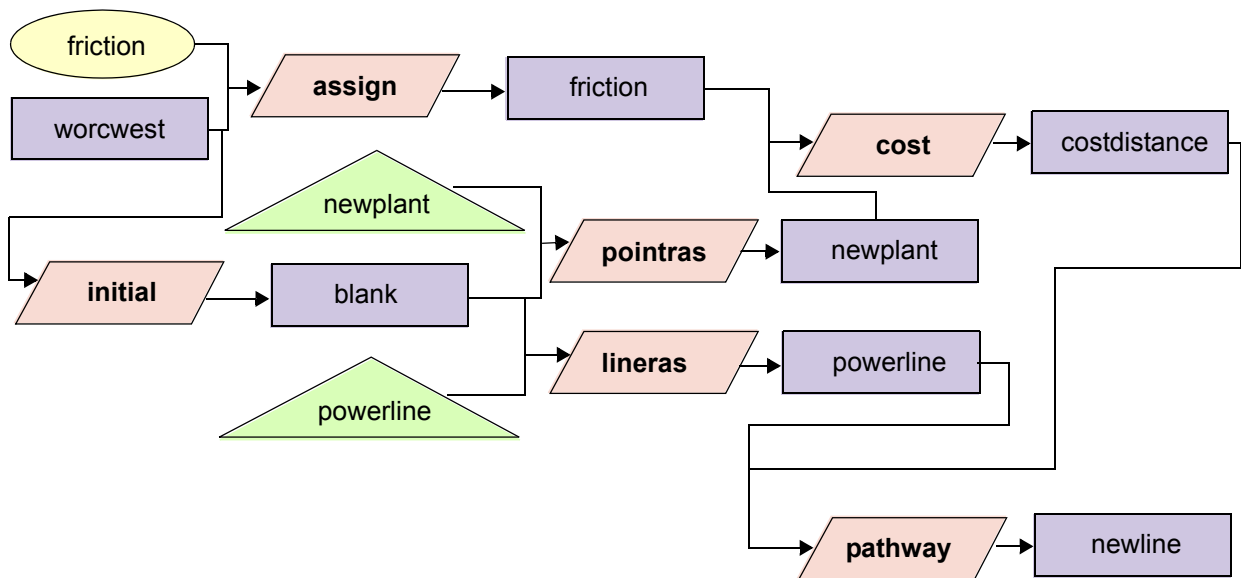 friction
assign
friction
worcwest
cost
costdistance
newplant
pointras
newplant
initial
blank
lineras
powerline
powerline
pathway
newline